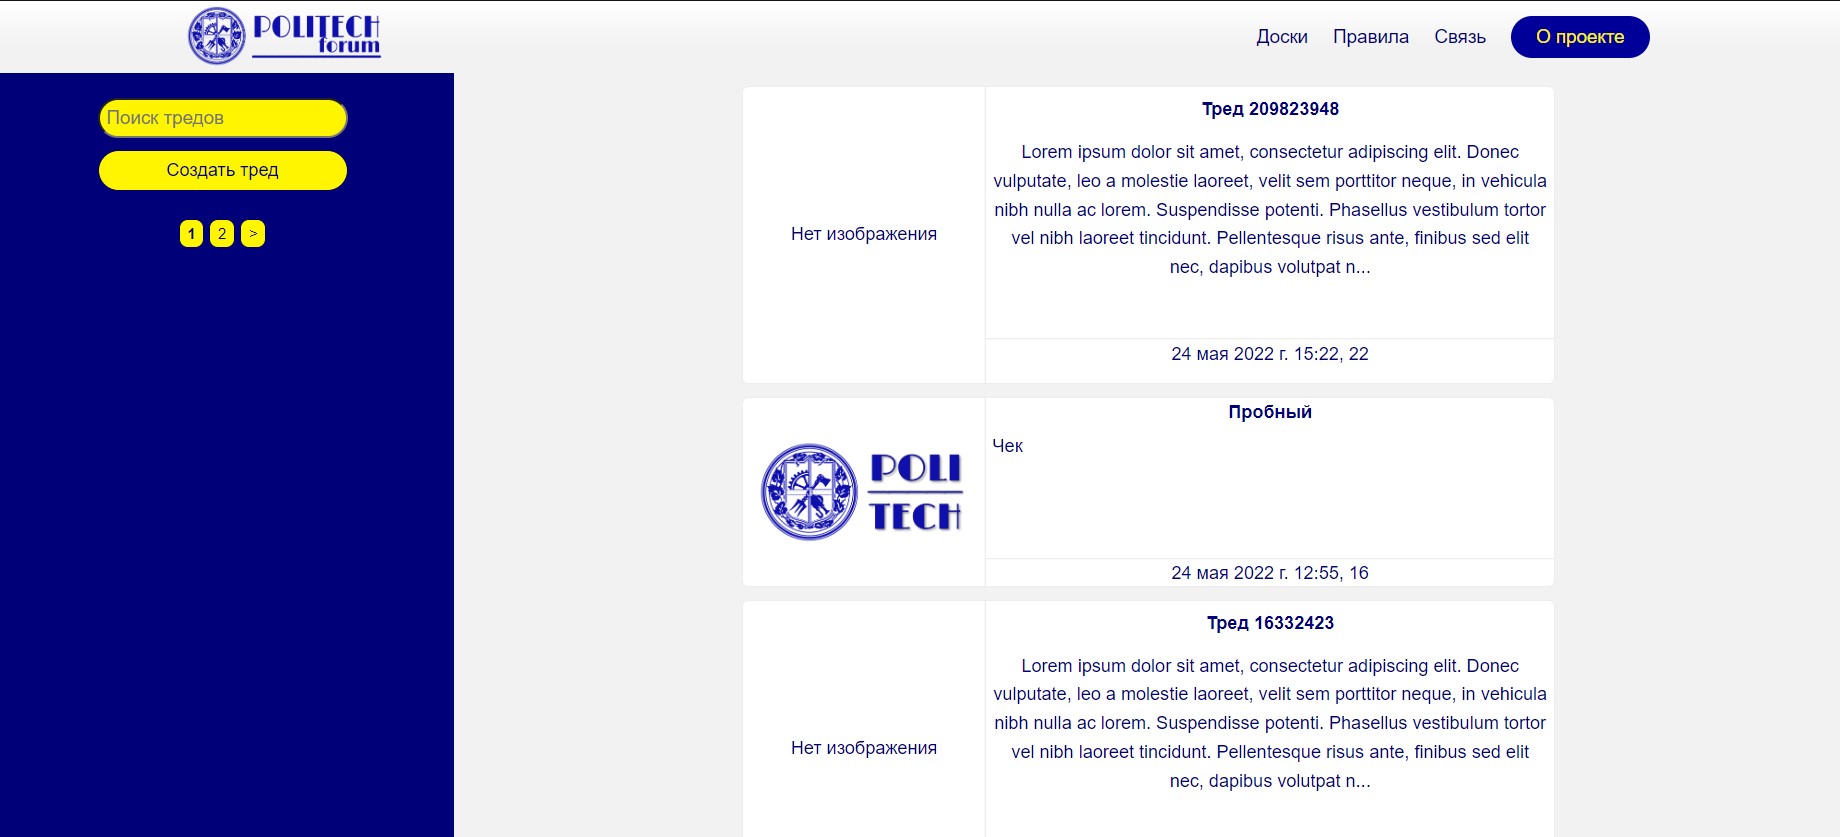 POLITECH
forum
Доски Правила Связь О проекте
Поиск тредов
Создать тред
1 2 >
Нет изображения
Тред 209823948
Lorem ipsum dolor sit amet, consectetur adipiscing elit. Donec
vulputate, leo a molestie laoreet, velit sem porttitor neque, in vehicula
nibh nulla ac lorem. Suspendisse potenti. Phasellus vestibulum tortor
vel nibh laoreet tincidunt. Pellentesque risus ante, finibus sed elit
nec, dapibus volutpat n...
24 мая 2022 г. 15:22, 22
POLI
TECH
Пробный
Чек
24 мая 2022 г. 12:55, 16
Нет изображения
Тред 16332423
Lorem ipsum dolor sit amet, consectetur adipiscing elit. Donec
vulputate, leo a molestie laoreet, velit sem porttitor neque, in vehicula
nibh nulla ac lorem. Suspendisse potenti. Phasellus vestibulum tortor
vel nibh laoreet tincidunt. Pellentesque risus ante, finibus sed elit
nec, dapibus volutpat n...